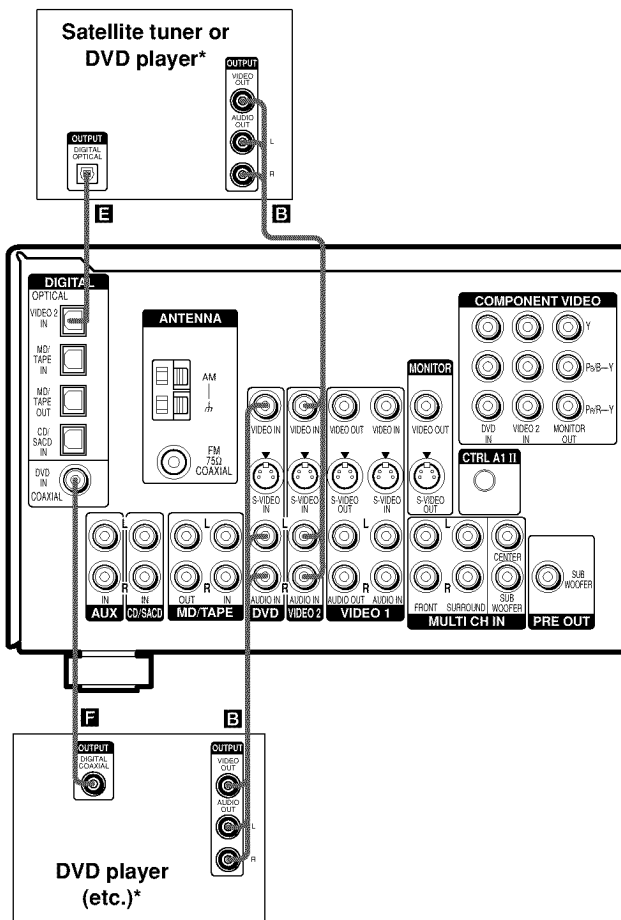 Satellite tuner or
DVD player*
OUTPUT
VIDEO
OUT
AUDIO
OUT
L
R
OUTPUT
DIGITAL
OPTICAL
E
B
DIGITAL
OPTICAL
VIDEO 2
IN
MD/
TAPE
IN
MD/
TAPE
OUT
CD/
SACD
IN
DVD
IN
COAXIAL
ANTENNA
AM
FM
75Ω
COAXIAL
MONITOR
COMPONENT VIDEO
Y
PB/B–Y
PR/R–Y
DVD
IN
VIDEO 2
IN
MONITOR
OUT
VIDEO IN
VIDEO IN
VIDEO OUT
VIDEO IN
VIDEO OUT
CTRL A1 II
S-VIDEO
IN
S-VIDEO
IN
S-VIDEO
OUT
S-VIDEO
IN
S-VIDEO
OUT
L
L
L
L
L
CENTER
R
R
R
R
R
IN
IN
OUT
IN
AUDIO IN
AUDIO IN
AUDIO OUT
AUDIO IN
FRONT
SURROUND
SUB
WOOFER
SUB
WOOFER
AUX
CD/SACD
MD/TAPE
DVD
VIDEO 2
VIDEO 1
MULTI CH IN
PRE OUT
F
B
OUTPUT
DIGITAL
COAXIAL
OUTPUT
VIDEO
OUT
AUDIO
OUT
L
R
DVD player
(etc.)*